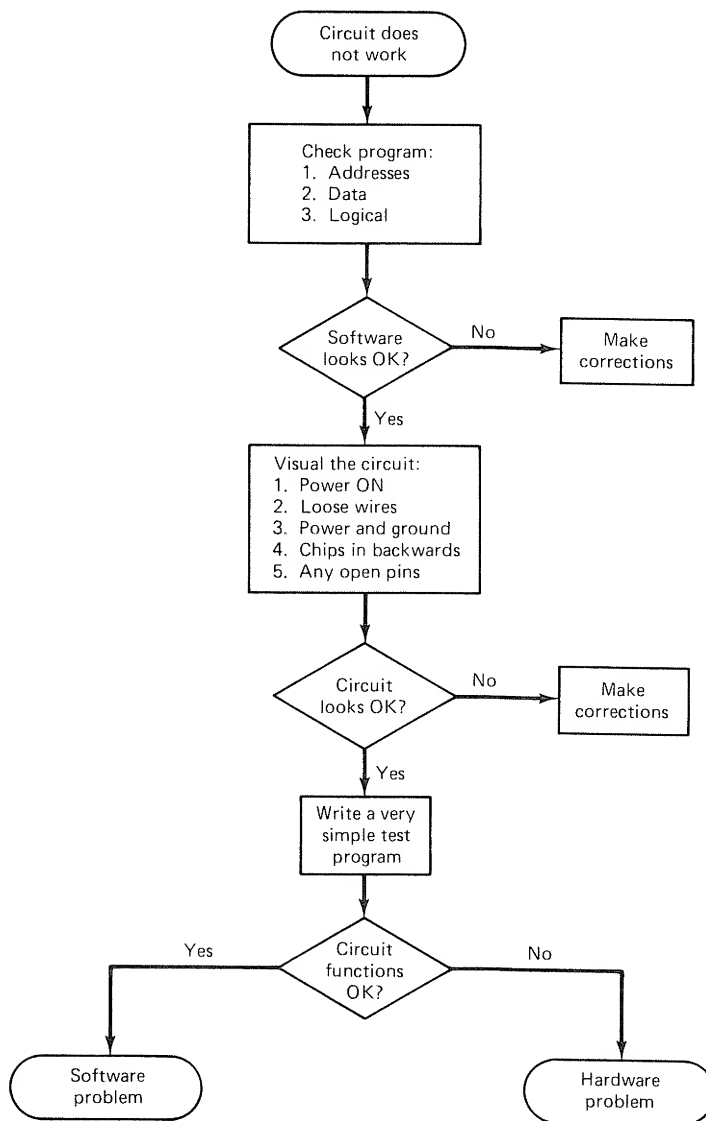 Circuit does
not work
Check program:
1. Addresses
2. Data
3. Logical
Software
looks OK?
No
Make
corrections
Yes
Visual the circuit:
1. Power ON
2. Loose wires
3. Power and ground
4. Chips in backwards
5. Any open pins
Circuit
looks OK?
No
Make
corrections
Yes
Write a very
simple test
program
Circuit
functions
OK?
Yes
No
Software
problem
Hardware
problem